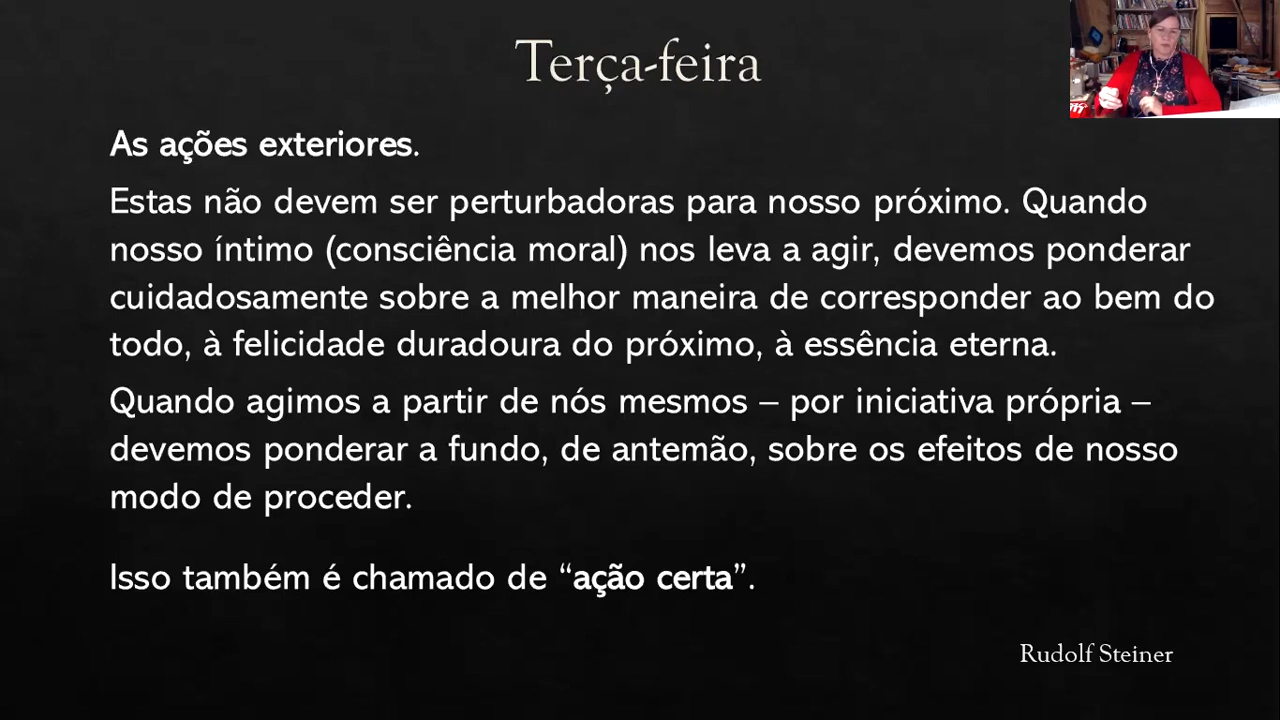 Terça-feira
As ações exteriores.
Estas não devem ser perturbadoras para nosso próximo. Quando
nosso íntimo (consciência moral) nos leva a agir, devemos ponderar
cuidadosamente sobre a melhor maneira de corresponder ao bem do
todo, à felicidade duradoura do próximo, à essência eterna.
Quando agimos a partir de nós mesmos – por iniciativa própria –
devemos ponderar a fundo, de antemão, sobre os efeitos de nosso
modo de proceder.
Isso também é chamado de “ação certa”.
Rudolf Steiner